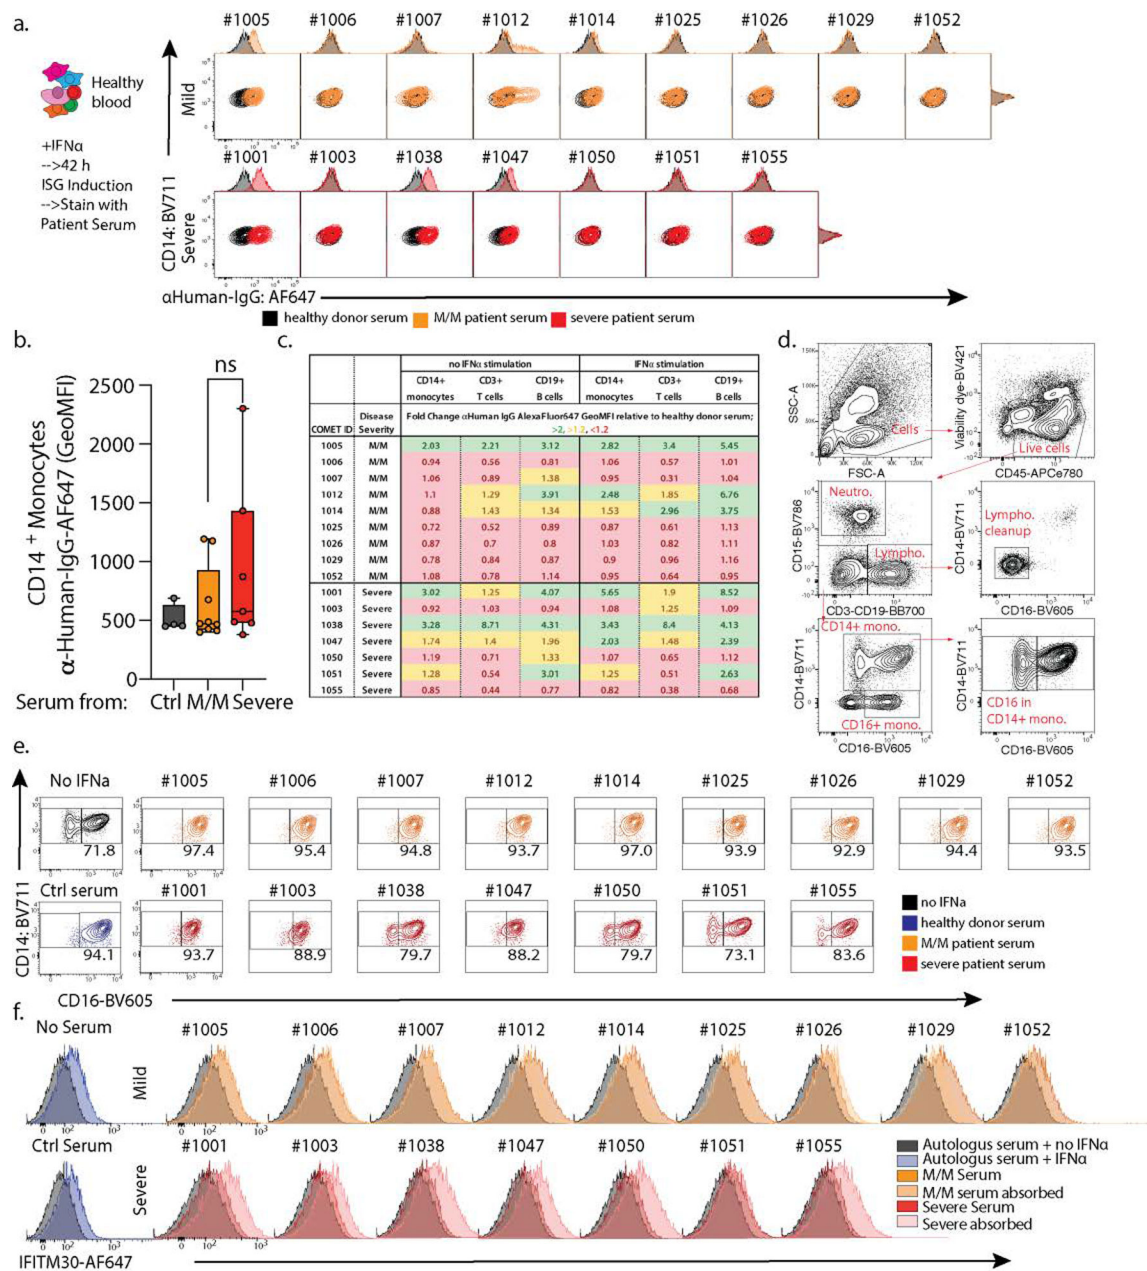 a.
#1005 #1006 #1007 #1012 #1014 #1025 #1026 #1029 #1052
Healthy
blood
Mild
+IFNα
-->42 h
ISG Induction
-->Stain with
Patient Serum
#1001 #1003 #1038 #1047 #1050 #1051 #1055
CD14: BV711
Severe
αHuman-IgG: AF647
healthy donor serum M/M patient serum severe patient serum
b.
ns
2500
2000
1500
1000
500
0
CD14 + Monocytes
α-Human-IgG-AF647 (GeoMFI)
Serum from: Ctrl M/M Severe
c.
no IFNα stimulation IFNα stimulation
CD14+ monocytes CD3+ T cells CD19+ B cells CD14+ monocytes CD3+ T cells CD19+ B cells
COMET ID Disease Severity Fold Change αHuman IgG AlexaFluor647 GeoMFI relative to healthy donor serum;
>2, >1.2, <1.2
1005 M/M 2.03 2.21 3.12 2.82 3.4 5.45
1006 M/M 0.94 0.56 0.81 1.06 0.57 1.01
1007 M/M 1.06 0.89 1.38 0.95 0.31 1.04
1012 M/M 1.1 1.29 3.91 2.48 1.85 6.76
1014 M/M 0.88 1.43 1.34 1.53 2.96 3.75
1025 M/M 0.72 0.52 0.89 0.87 0.61 1.13
1026 M/M 0.87 0.7 0.8 1.03 0.82 1.11
1029 M/M 0.78 0.84 0.87 0.9 0.96 1.16
1052 M/M 1.08 0.78 1.14 0.95 0.64 0.95
1001 Severe 3.02 1.25 4.07 5.65 1.9 8.52
1003 Severe 0.92 1.03 0.94 1.08 1.25 1.09
1038 Severe 3.28 8.71 4.31 3.43 8.4 4.13
1047 Severe 1.74 1.4 1.96 2.03 1.48 2.39
1050 Severe 1.19 0.71 1.33 1.07 0.65 1.12
1051 Severe 1.28 0.54 3.01 1.25 0.51 2.63
1055 Severe 0.85 0.44 0.77 0.82 0.38 0.68
d.
150K
100K
SSC-A
Cells
0 30K 60K 90K 120K
FSC-A
Viability dye-BV421
Live cells
CD45-APCe780
Neutro.
CD15-BV786
Lympho.
CD3-CD19-BB700
CD14-BV711
Lympho.
cleanup
CD16-BV605
CD14+ mono.
CD14-BV711
CD16+ mono.
CD16-BV605
CD14-BV711
CD16 in
CD14+ mono.
CD16-BV605
e.
No IFNa #1005 #1006 #1007 #1012 #1014 #1025 #1026 #1029 #1052
71.8 97.4 95.4 94.8 93.7 97.0 93.9 92.9 94.4 93.5
Ctrl serum #1001 #1003 #1038 #1047 #1050 #1051 #1055
94.1 93.7 88.9 79.7 88.2 79.7 73.1 83.6
CD14: BV711
CD16-BV605
no IFNa
healthy donor serum
M/M patient serum
severe patient serum
f.
No Serum #1005 #1006 #1007 #1012 #1014 #1025 #1026 #1029 #1052
Mild
0 10² 10³ 0 10² 10³
Ctrl Serum #1001 #1003 #1038 #1047 #1050 #1051 #1055
Severe
0 10² 10³ 0 10² 10³
IFITM30-AF647
Autologus serum + no IFNα
Autologus serum + IFNα
M/M Serum
M/M serum absorbed
Severe Serum
Severe absorbed